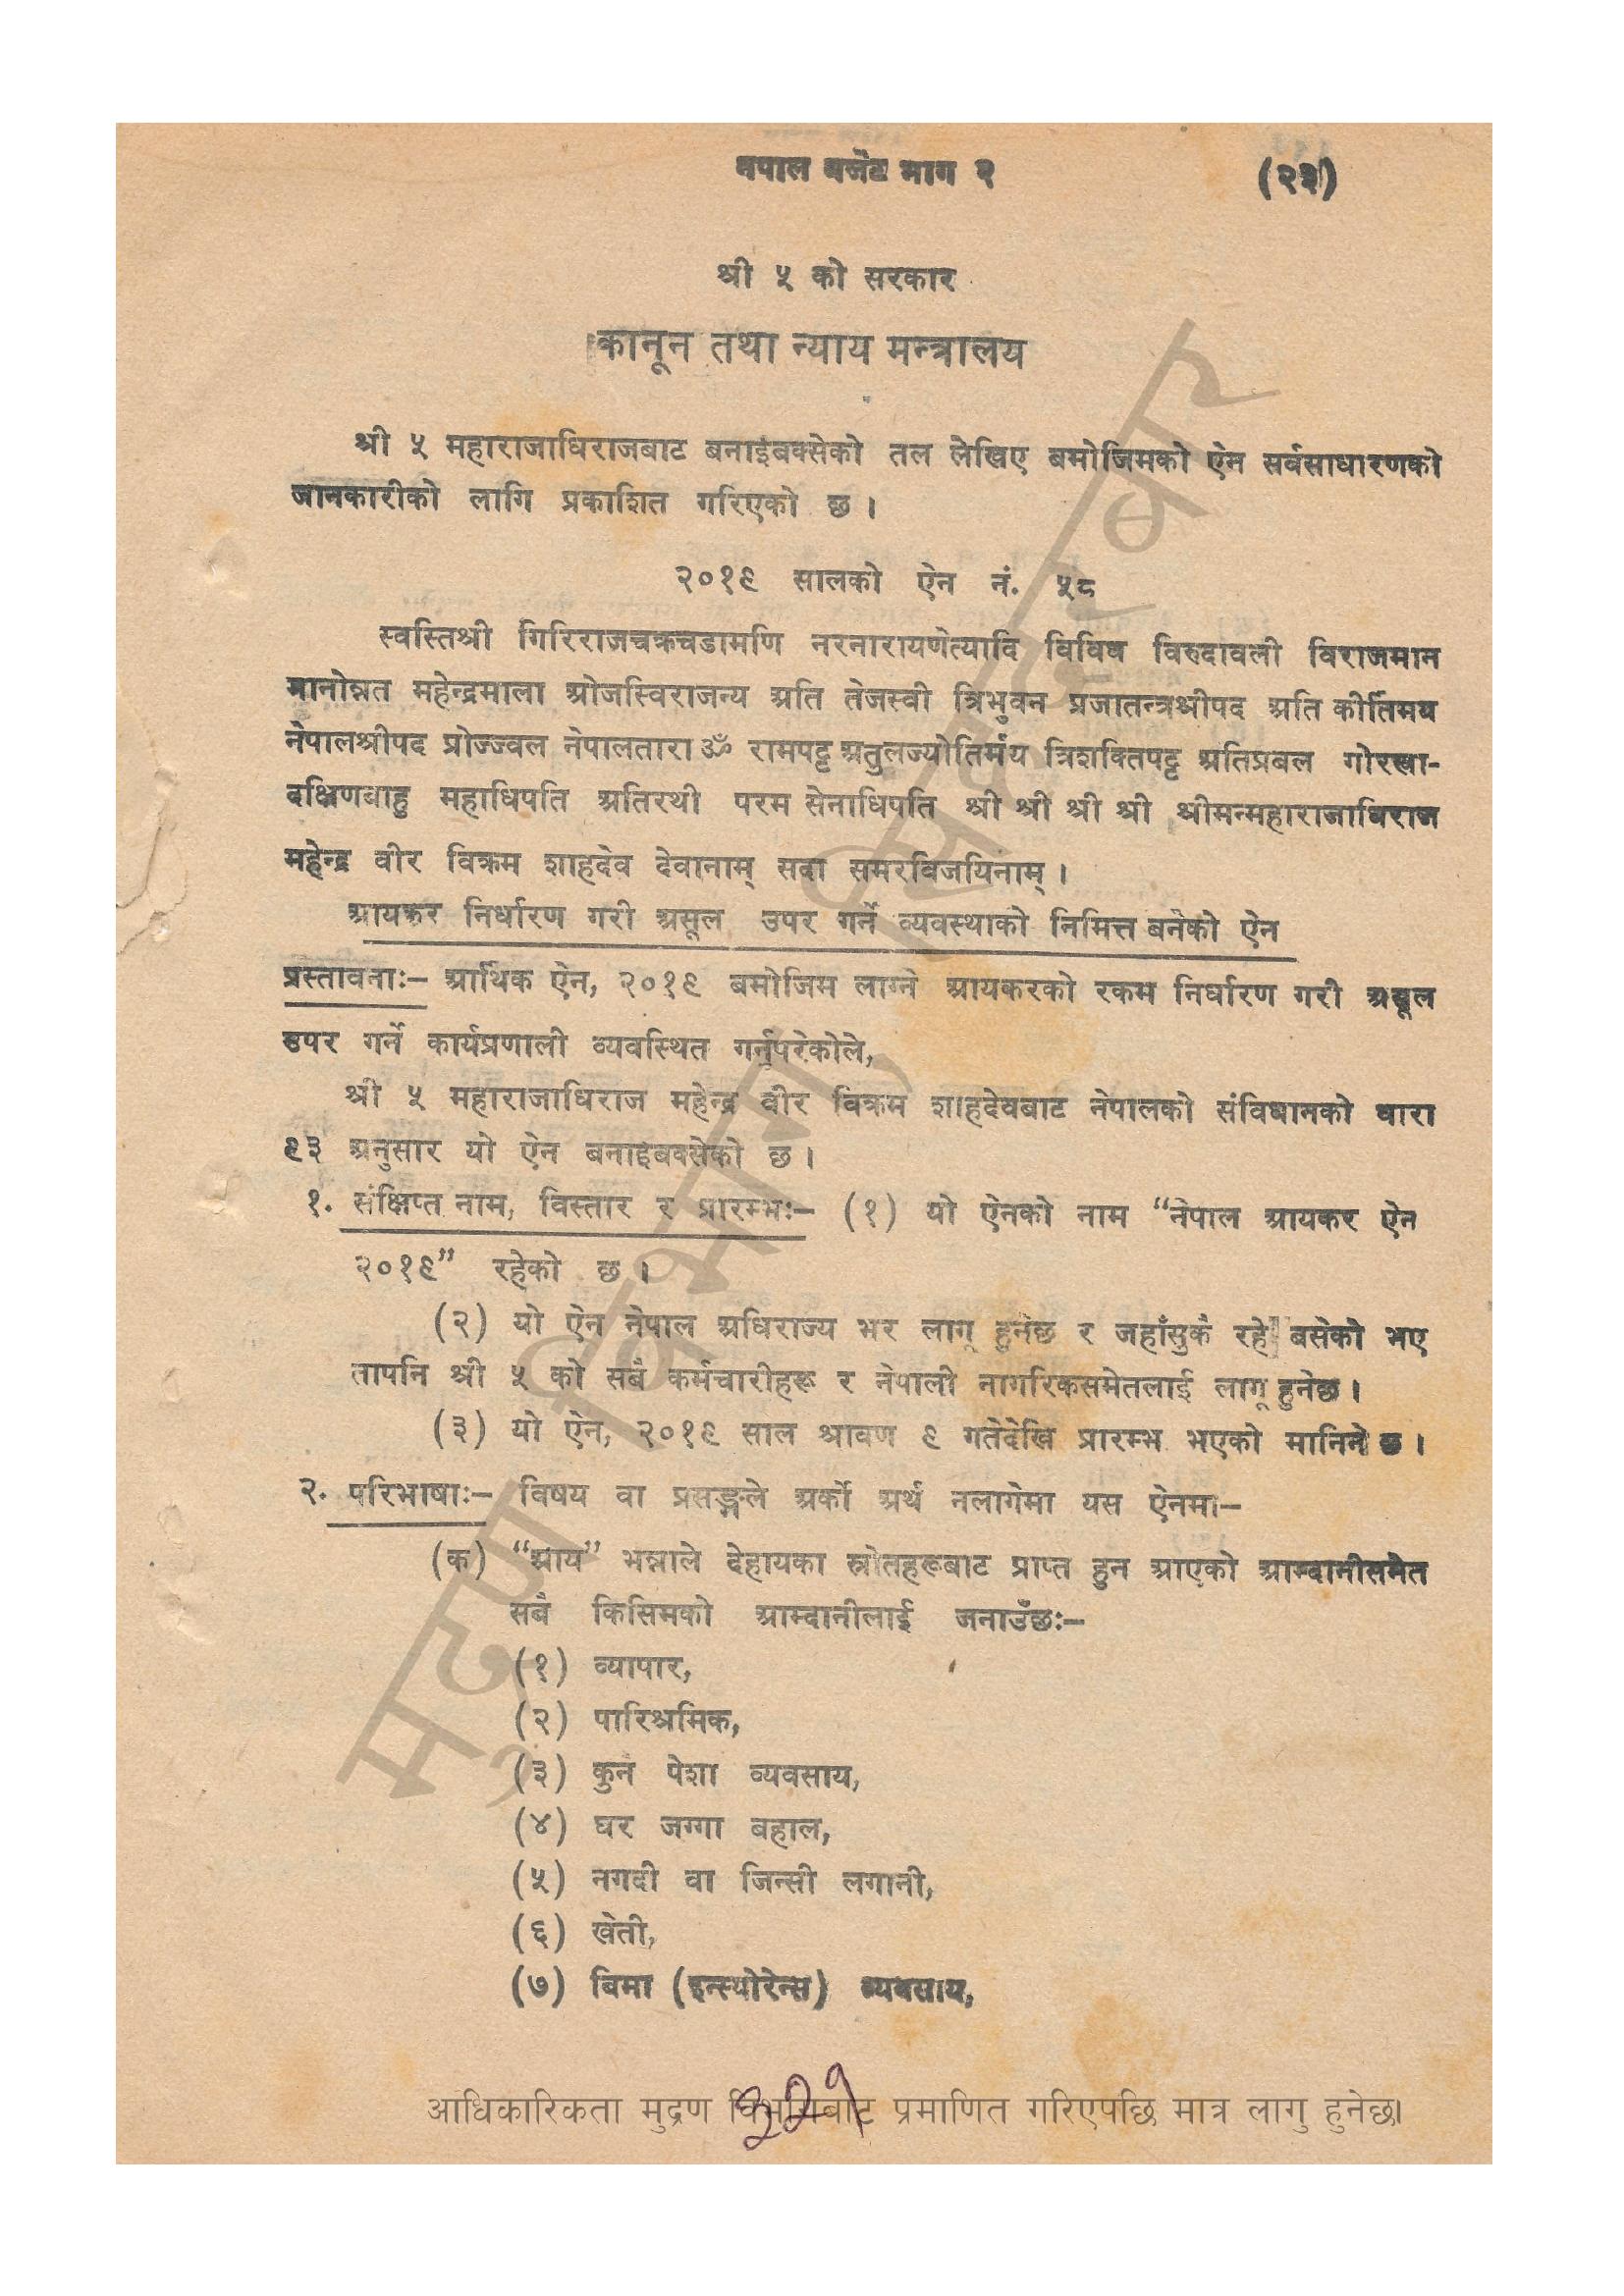 नेपाल गजेट भाग २ (२३)
श्री ५ को सरकार
कानून तथा न्याय मन्त्रालय
श्री ५ महाराजाधिराजबाट बनाईबक्सेको तल लेखिए बमोजिमको ऐन सर्वसाधारणको
जानकारीको लागि प्रकाशित गरिएको छ ।
२०१९ सालको ऐन नं. ५८
स्वस्तिश्री गिरिराजचक्रचडामणि नरनारायणेत्यादि विविध विरुदावली विराजमान
मानोन्नत महेन्द्रमाला ओजस्विराजन्य अति तेजस्वी त्रिभुवन प्रजातन्त्रश्रीपद अति कीर्तिमय
नेपालश्रीपद प्रोज्ज्वल नेपालतारा ॐ रामपट्ट अतुलज्योतिर्मय त्रिशक्तिपट्ट अतिप्रबल गोरखा-
दक्षिणबाहु महाधिपति अतिरथी परम सेनाधिपति श्री श्री श्री श्री श्रीमन्महाराजाधिराज
महेन्द्र वीर विक्रम शाहदेव देवानाम् सदा समरविजयिनाम् ।
आयकर निर्धारण गरी असूल उपर गर्ने व्यवस्थाको निमित्त बनेको ऐन
प्रस्तावनाः– आर्थिक ऐन, २०१९ बमोजिम लाग्ने आयकरको रकम निर्धारण गरी असूल
उपर गर्ने कार्यप्रणाली व्यवस्थित गर्नुपरेकोले,
श्री ५ महाराजाधिराज महेन्द्र वीर विक्रम शाहदेवबाट नेपालको संविधानको धारा
९३ अनुसार यो ऐन बनाईबक्सेको छ ।
१. संक्षिप्त नाम, विस्तार र प्रारम्भः– (१) यो ऐनको नाम “नेपाल आयकर ऐन
२०१९” रहेको छ ।
(२) यो ऐन नेपाल अधिराज्य भर लागू हुनेछ र जहाँसुकै रहे बसेको भए
तापनि श्री ५ को सबै कर्मचारीहरू र नेपाली नागरिकसमेतलाई लागू हुनेछ ।
(३) यो ऐन, २०१९ साल श्रावण ९ गतेदेखि प्रारम्भ भएको मानिने छ ।
२. परिभाषाः– विषय वा प्रसङ्गले अर्को अर्थ नलागेमा यस ऐनमा–
(क) “आय” भन्नाले देहायका स्रोतहरूबाट प्राप्त हुन आएको आम्दानीसमेत
सबै किसिमको आम्दानीलाई जनाउँछः–
(१) व्यापार,
(२) पारिश्रमिक,
(३) कुनै पेशा व्यवसाय,
(४) घर जग्गा बहाल,
(५) नगदी वा जिन्सी लगानी,
(६) खेती,
(७) बिमा (इन्स्योरेन्स) व्यवसाय,
३२१
आधिकारिकता मुद्रण विभागबाट प्रमाणित गरिएपछि मात्र लागु हुनेछ।